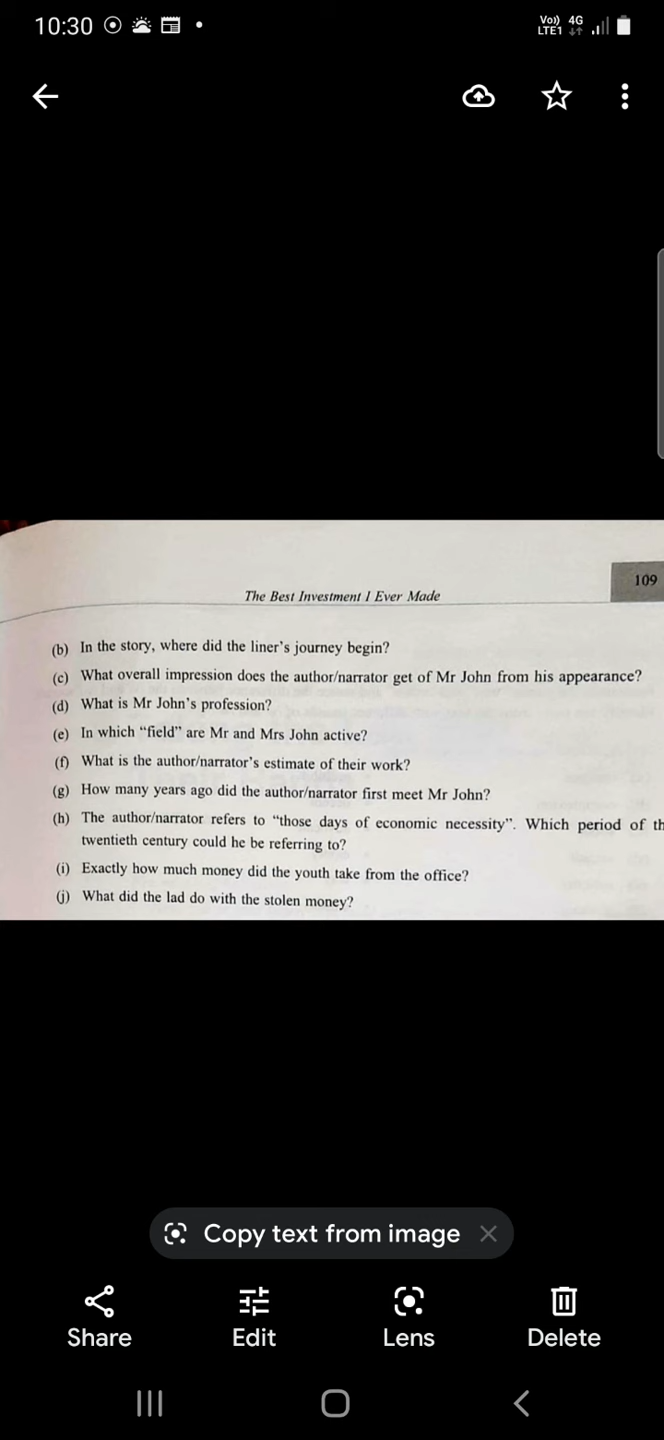 10:30
Vo)) 4G
LTE1
The Best Investment I Ever Made
109
(b) In the story, where did the liner's journey begin?
(c) What overall impression does the author/narrator get of Mr John from his appearance?
(d) What is Mr John's profession?
(e) In which "field" are Mr and Mrs John active?
(f) What is the author/narrator's estimate of their work?
(g) How many years ago did the author/narrator first meet Mr John?
(h) The author/narrator refers to "those days of economic necessity". Which period of th
twentieth century could he be referring to?
(i) Exactly how much money did the youth take from the office?
(j) What did the lad do with the stolen money?
Copy text from image
Share Edit Lens Delete